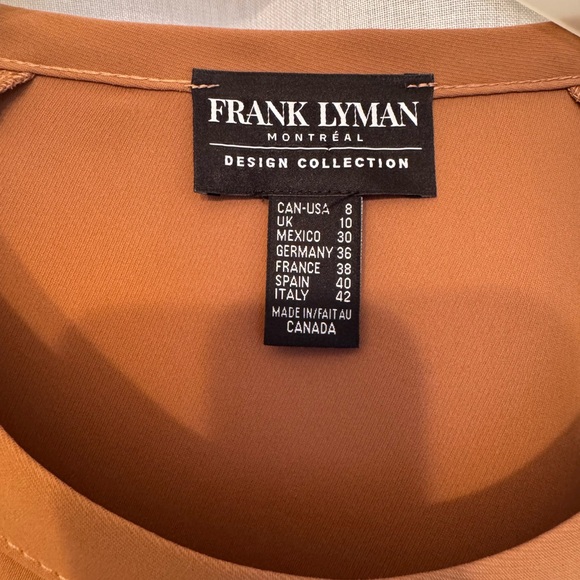 FRANK LYMAN
MONTRÉAL
DESIGN COLLECTION
CAN-USA 8
UK 10
MEXICO 30
GERMANY 36
FRANCE 38
SPAIN 40
ITALY 42
MADE IN/FAIT AU
CANADA